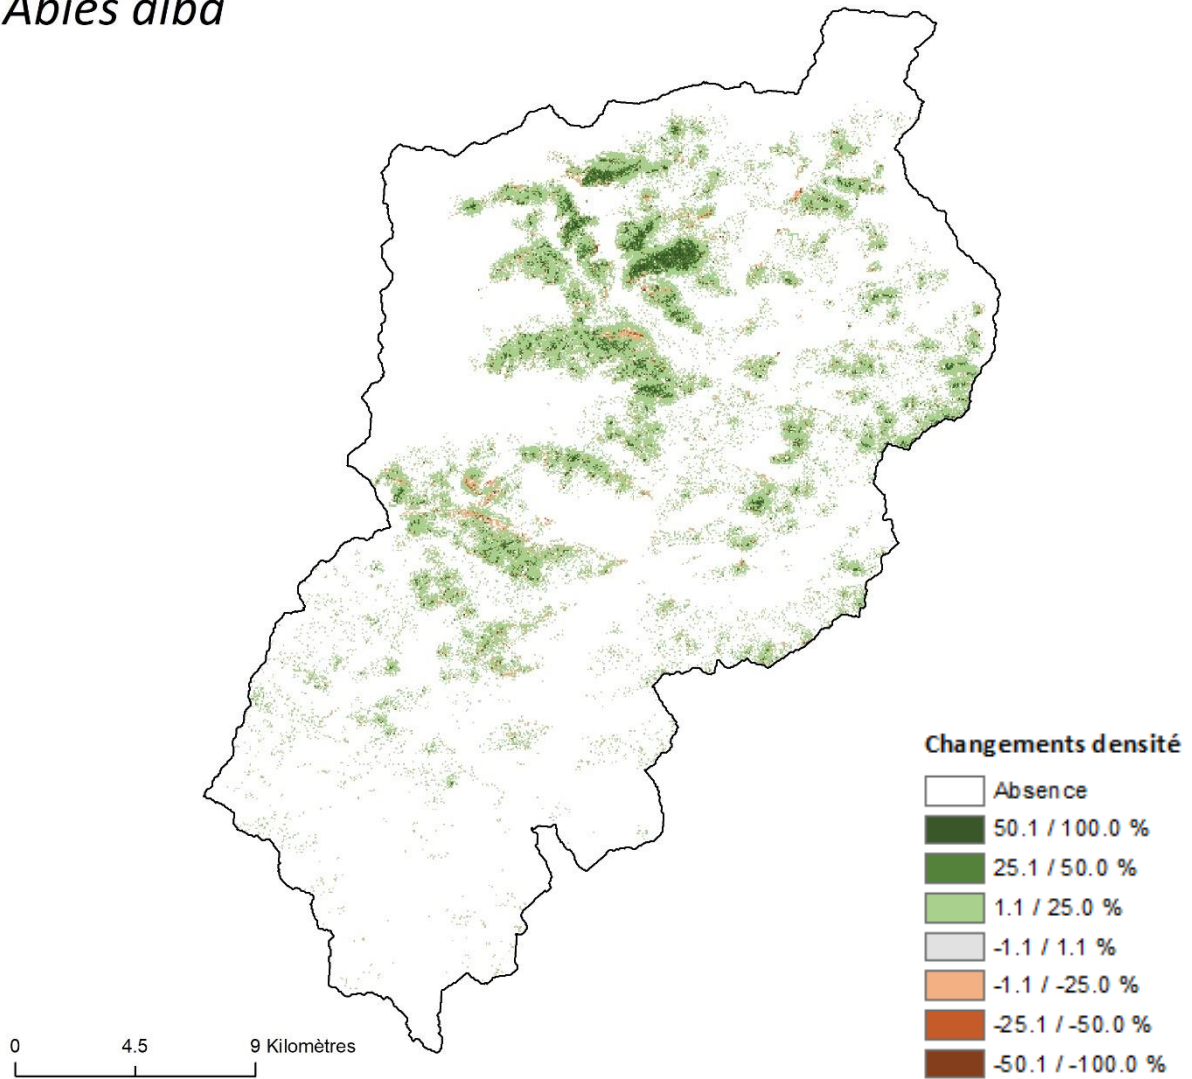 Abies alba
Changements densité
Absence
50.1 / 100.0 %
25.1 / 50.0 %
1.1 / 25.0 %
-1.1 / 1.1 %
-1.1 / -25.0 %
-25.1 / -50.0 %
-50.1 / -100.0 %
0 4.5 9 Kilomètres